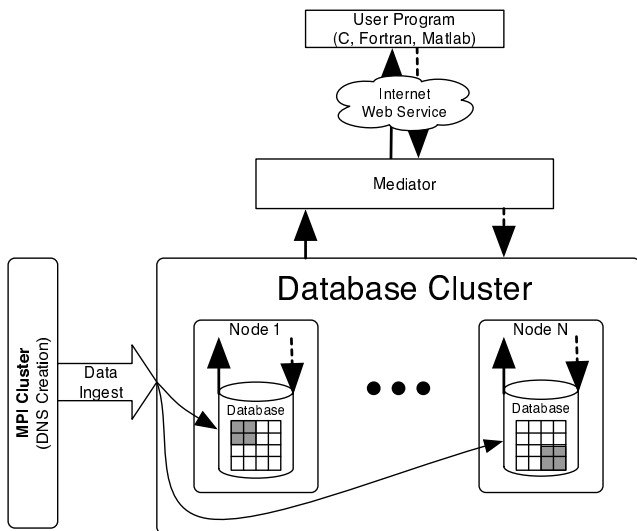 User Program
(C, Fortran, Matlab)
Internet
Web Service
Mediator
Database Cluster
MPI Cluster
(DNS Creation)
Data
Ingest
Node 1
Database
Node N
Database